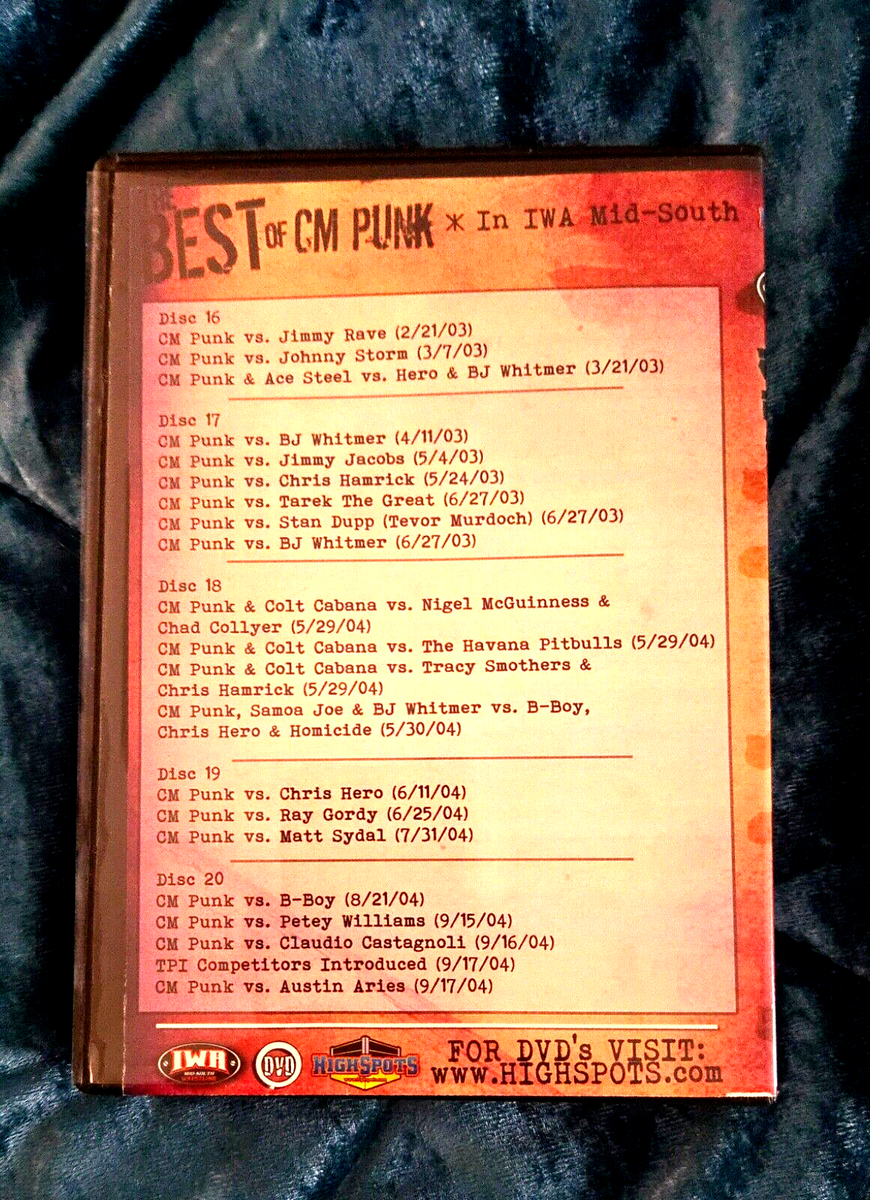 THE
BEST OF CM PUNK * In IWA Mid-South
Disc 16
CM Punk vs. Jimmy Rave (2/21/03)
CM Punk vs. Johnny Storm (3/7/03)
CM Punk & Ace Steel vs. Hero & BJ Whitmer (3/21/03)
Disc 17
CM Punk vs. BJ Whitmer (4/11/03)
CM Punk vs. Jimmy Jacobs (5/4/03)
CM Punk vs. Chris Hamrick (5/24/03)
CM Punk vs. Tarek The Great (6/27/03)
CM Punk vs. Stan Dupp (Tevor Murdoch) (6/27/03)
CM Punk vs. BJ Whitmer (6/27/03)
Disc 18
CM Punk & Colt Cabana vs. Nigel McGuinness &
Chad Collyer (5/29/04)
CM Punk & Colt Cabana vs. The Havana Pitbulls (5/29/04)
CM Punk & Colt Cabana vs. Tracy Smothers &
Chris Hamrick (5/29/04)
CM Punk, Samoa Joe & BJ Whitmer vs. B-Boy,
Chris Hero & Homicide (5/30/04)
Disc 19
CM Punk vs. Chris Hero (6/11/04)
CM Punk vs. Ray Gordy (6/25/04)
CM Punk vs. Matt Sydal (7/31/04)
Disc 20
CM Punk vs. B-Boy (8/21/04)
CM Punk vs. Petey Williams (9/15/04)
CM Punk vs. Claudio Castagnoli (9/16/04)
TPI Competitors Introduced (9/17/04)
CM Punk vs. Austin Aries (9/17/04)
IWA
MID-SOUTH
WRESTLING
DVD
HIGHSPOTS
FOR DVD's VISIT:
www.HIGHSPOTS.com